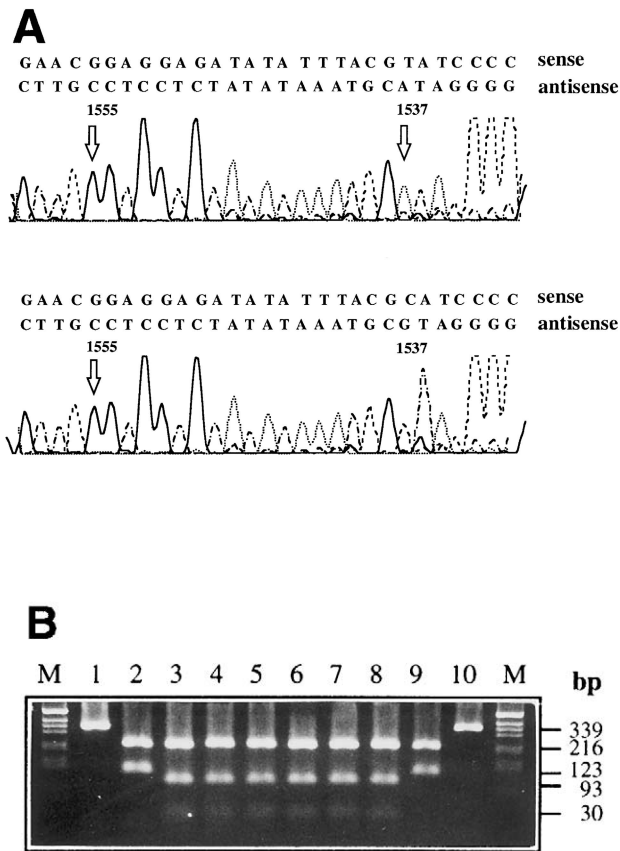 A
G A A C G G A G G A G A T A T A T T T A C G T A T C C C C sense
C T T G C C T C C T C T A T A T A A A T G C A T A G G G G antisense
1555 1537
G A A C G G A G G A G A T A T A T T T A C G C A T C C C C sense
C T T G C C T C C T C T A T A T A A A T G C G T A G G G G antisense
1555 1537
B
M 1 2 3 4 5 6 7 8 9 10 M bp
339
216
123
93
30